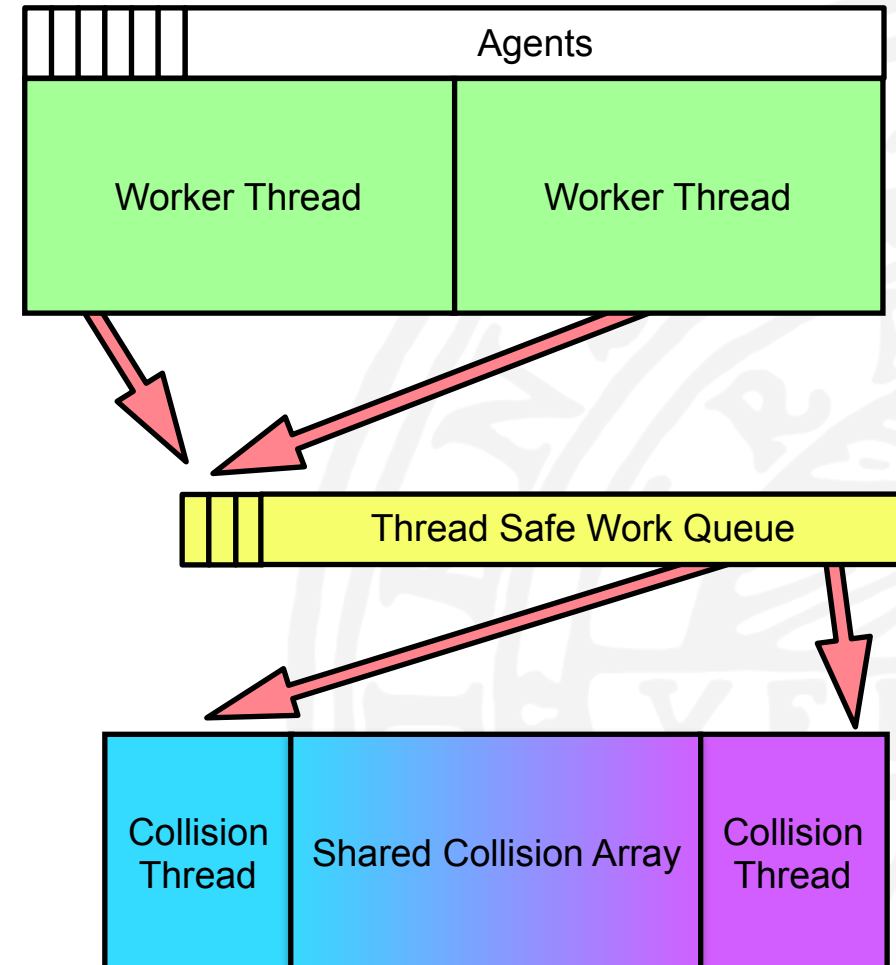 Agents
Worker Thread
Worker Thread
Thread Safe Work Queue
Collision
Thread
Shared Collision Array
Collision
Thread